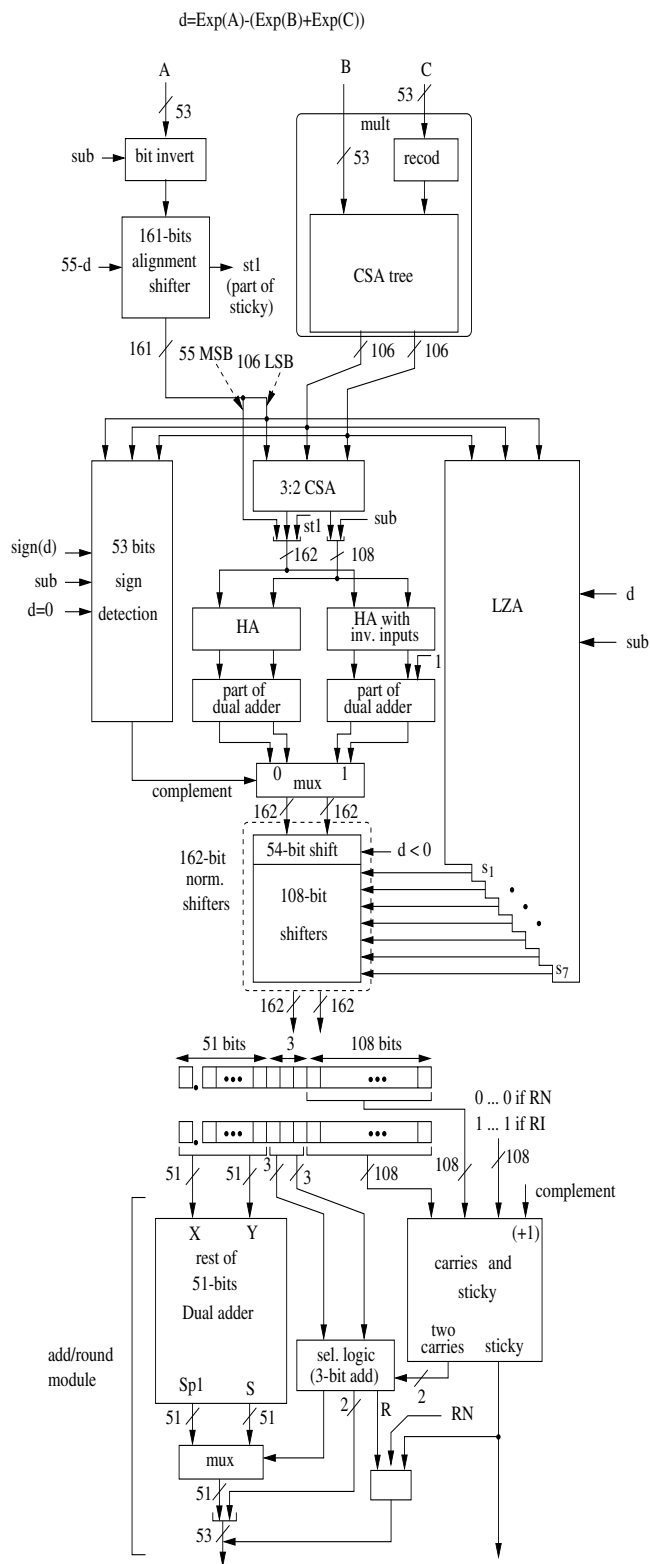 d=Exp(A)-(Exp(B)+Exp(C))
A
B
C
53
53
mult
sub
bit invert
53
recod
161-bits
alignment
shifter
55-d
st1
(part of
sticky)
CSA tree
161
55 MSB
106 LSB
106
106
3:2 CSA
st1
sub
162
108
sign(d)
sub
d=0
53 bits
sign
detection
LZA
d
sub
HA
HA with
inv. inputs
1
part of
dual adder
part of
dual adder
0
1
mux
complement
162
162
162-bit
norm.
shifters
54-bit shift
d < 0
108-bit
shifters
s1
s7
162
162
51 bits
3
108 bits
0 ... 0 if RN
1 ... 1 if RI
51
51
3
3
108
108
108
complement
X
Y
(+1)
rest of
51-bits
Dual adder
carries and
sticky
two
carries
sticky
add/round
module
sel. logic
(3-bit add)
2
Sp1
S
51
51
2
R
RN
mux
51
53